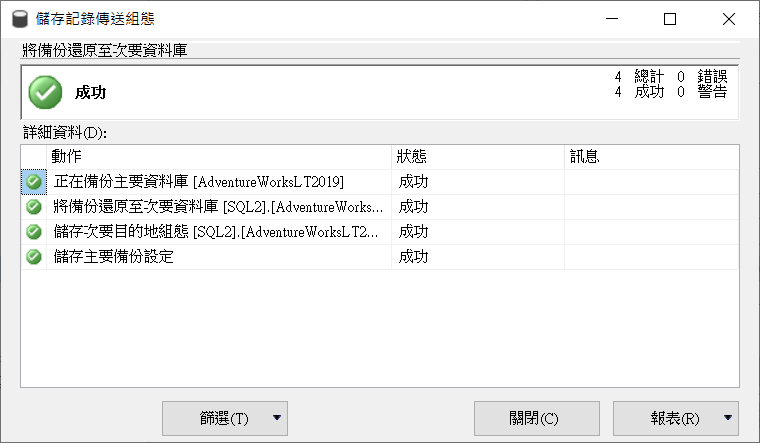 儲存記錄傳送組態
將備份還原至次要資料庫
成功
4 總計 0 錯誤
4 成功 0 警告
詳細資料(D):
動作 狀態 訊息
正在備份主要資料庫 [AdventureWorksLT2019] 成功
將備份還原至次要資料庫 [SQL2].[AdventureWorks... 成功
儲存次要目的地組態 [SQL2].[AdventureWorksLT2... 成功
儲存主要備份設定 成功
篩選(T) 關閉(C) 報表(R)